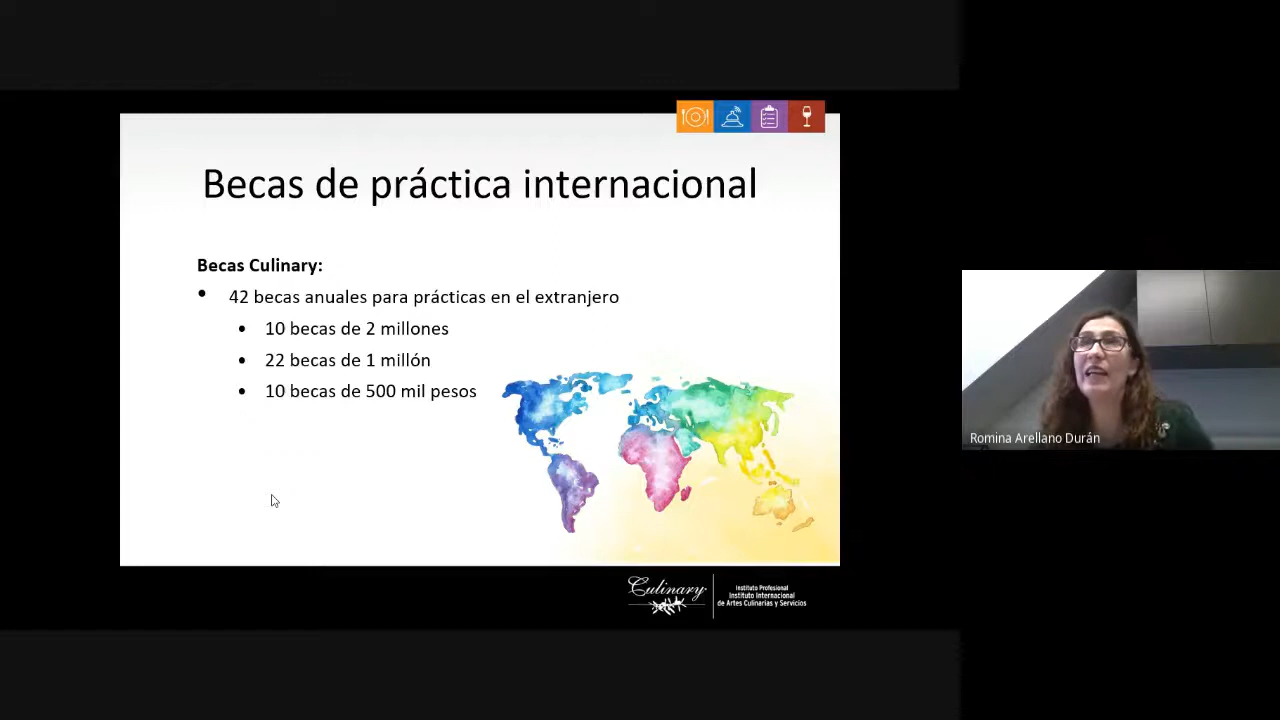 Becas de práctica internacional
Becas Culinary:
• 42 becas anuales para prácticas en el extranjero
• 10 becas de 2 millones
• 22 becas de 1 millón
• 10 becas de 500 mil pesos
Romina Arellano Durán
Culinary
Instituto Profesional
Instituto Internacional
de Artes Culinarias y Servicios